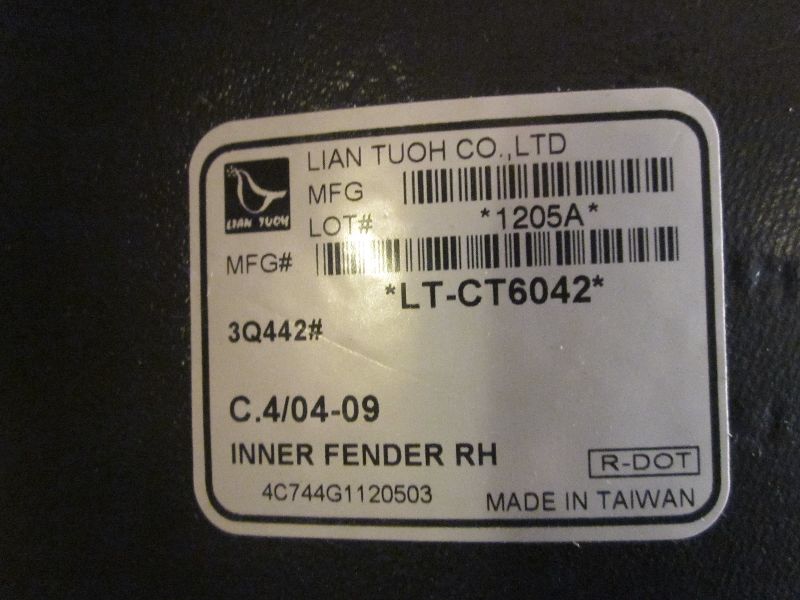 LIAN TUOH CO.,LTD
LIAN TUOH
MFG
LOT#
*1205A*
MFG#
*LT-CT6042*
3Q442#
C.4/04-09
INNER FENDER RH
R-DOT
4C744G1120503
MADE IN TAIWAN